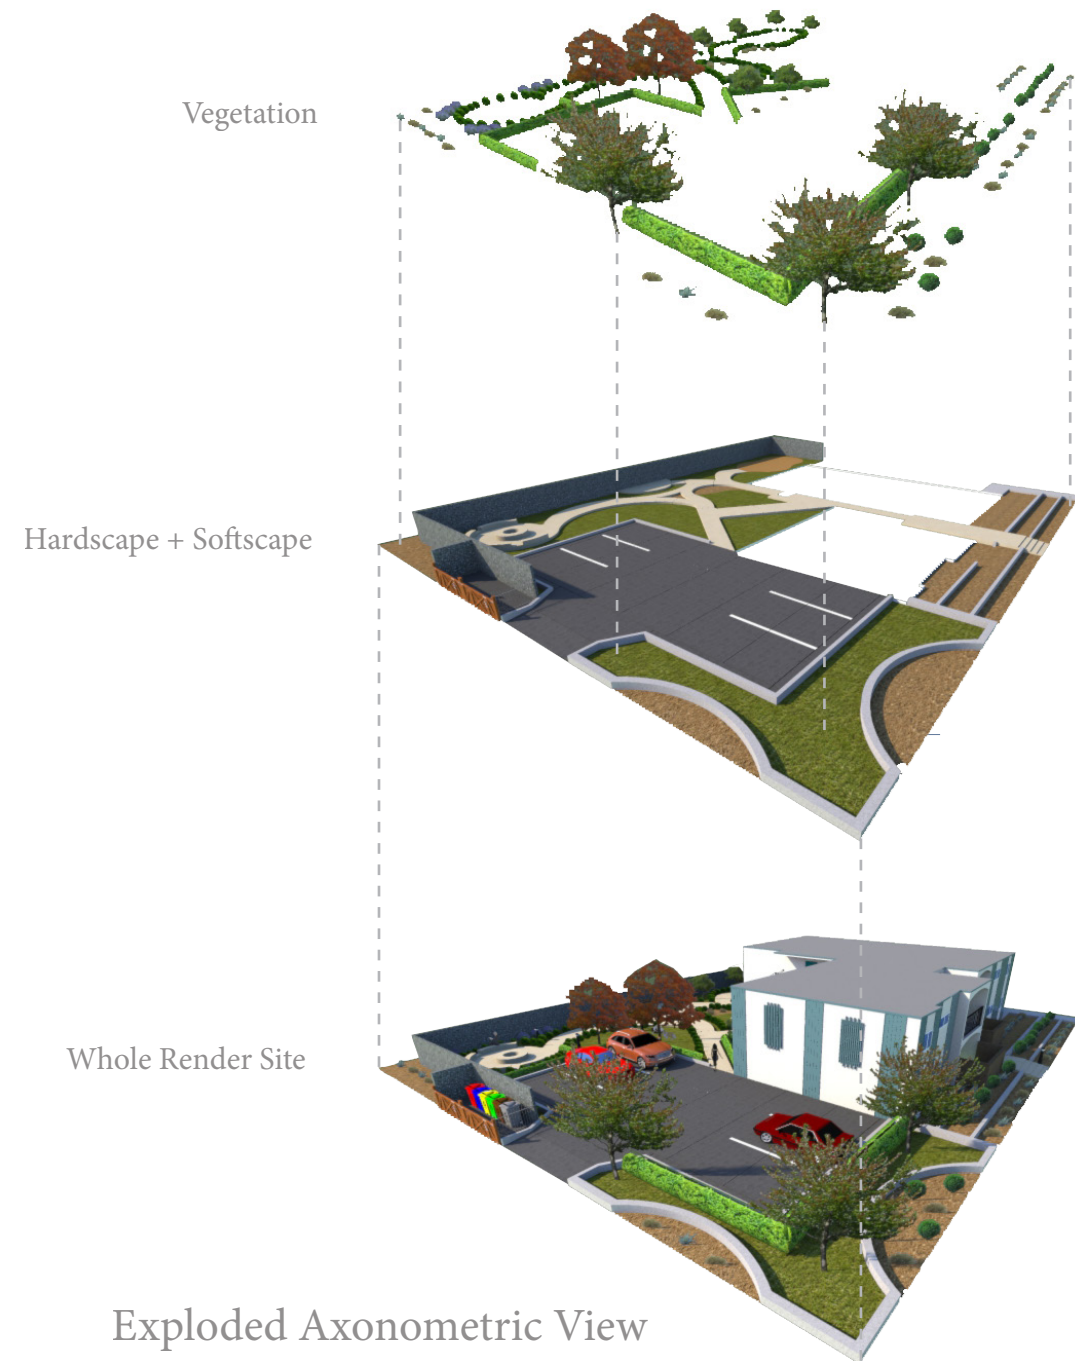 Vegetation
Hardscape + Softscape
Whole Render Site
Exploded Axonometric View